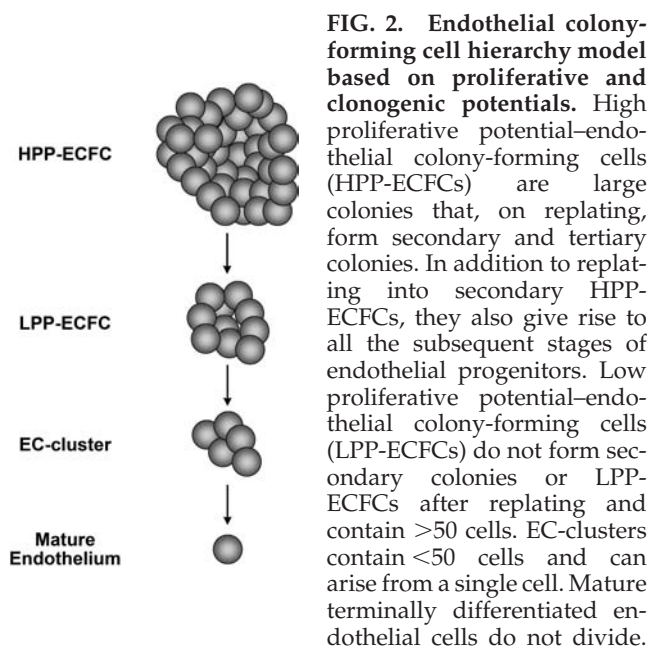 HPP-ECFC
LPP-ECFC
EC-cluster
Mature
Endothelium
FIG. 2. Endothelial colony-
forming cell hierarchy model
based on proliferative and
clonogenic potentials. High
proliferative potential–endo-
thelial colony-forming cells
(HPP-ECFCs) are large
colonies that, on replating,
form secondary and tertiary
colonies. In addition to replat-
ing into secondary HPP-
ECFCs, they also give rise to
all the subsequent stages of
endothelial progenitors. Low
proliferative potential–endo-
thelial colony-forming cells
(LPP-ECFCs) do not form sec-
ondary colonies or LPP-
ECFCs after replating and
contain >50 cells. EC-clusters
contain <50 cells and can
arise from a single cell. Mature
terminally differentiated en-
dothelial cells do not divide.